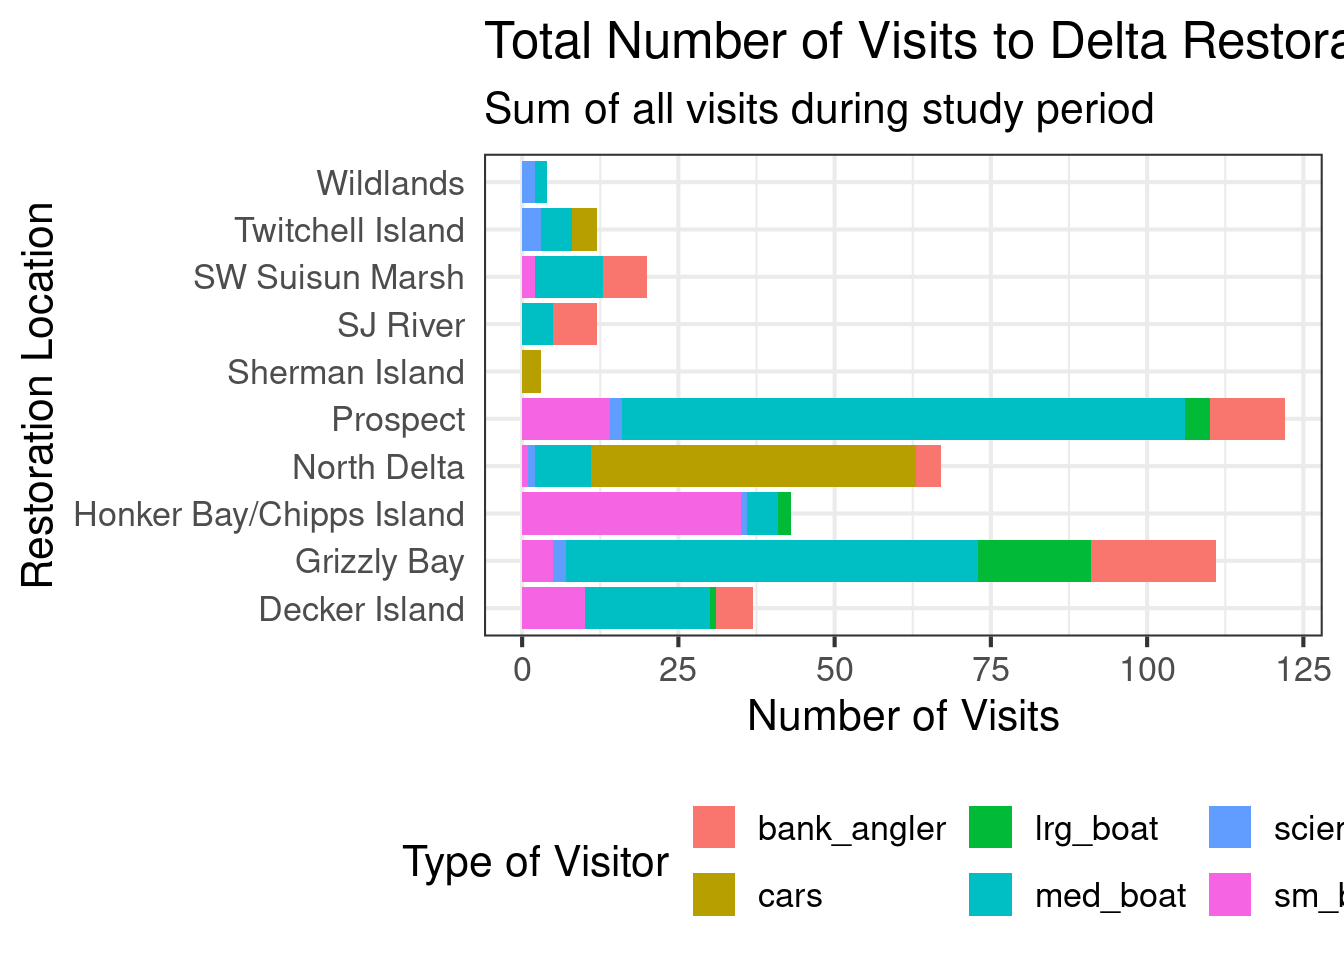 Total Number of Visits to Delta
Sum of all visits during study period
Restoration Location
Wildlands
Twitchell Island
SW Suisun Marsh
SJ River
Sherman Island
Prospect
North Delta
Honker Bay/Chipps Island
Grizzly Bay
Decker Island
0 25 50 75 100 125
Number of Visits
Type of Visitor
bank_angler lrg_boat
cars med_boat